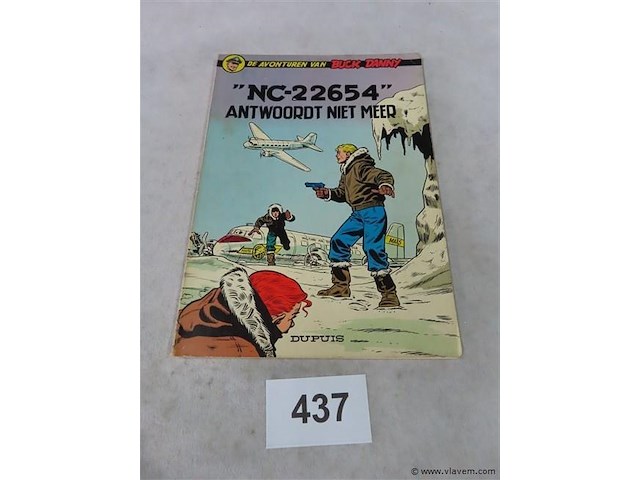 DE AVONTUREN VAN BUCK DANNY
"NC-22654"
ANTWOORDT NIET MEER
DUPUIS
437
© www.vlavem.com